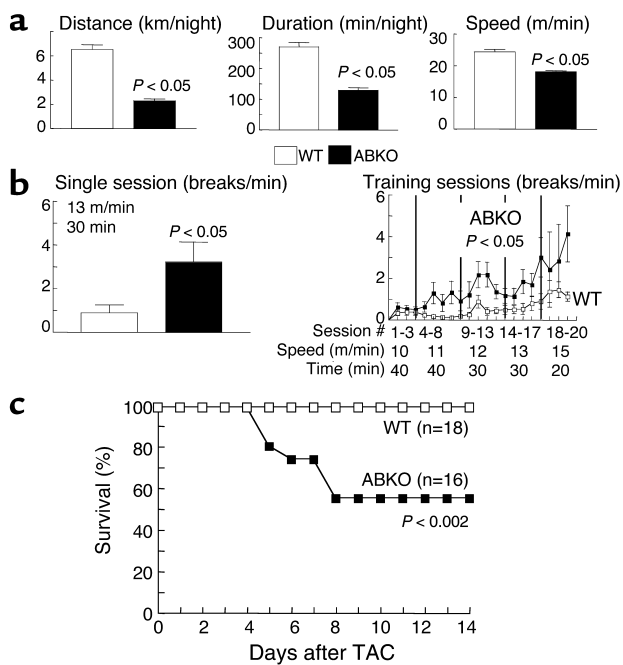 a
Distance (km/night)
Duration (min/night)
Speed (m/min)
6
4
2
0
P < 0.05
300
200
100
0
P < 0.05
30
20
10
0
P < 0.05
WT
ABKO
b
Single session (breaks/min)
6
4
2
0
13 m/min
30 min
P < 0.05
Training sessions (breaks/min)
6
4
2
0
ABKO
P < 0.05
WT
Session # 1-3 4-8 9-13 14-17 18-20
Speed (m/min) 10 11 12 13 15
Time (min) 40 40 30 30 20
c
Survival (%)
100
80
60
40
20
0
WT (n=18)
ABKO (n=16)
P < 0.002
0 2 4 6 8 10 12 14
Days after TAC